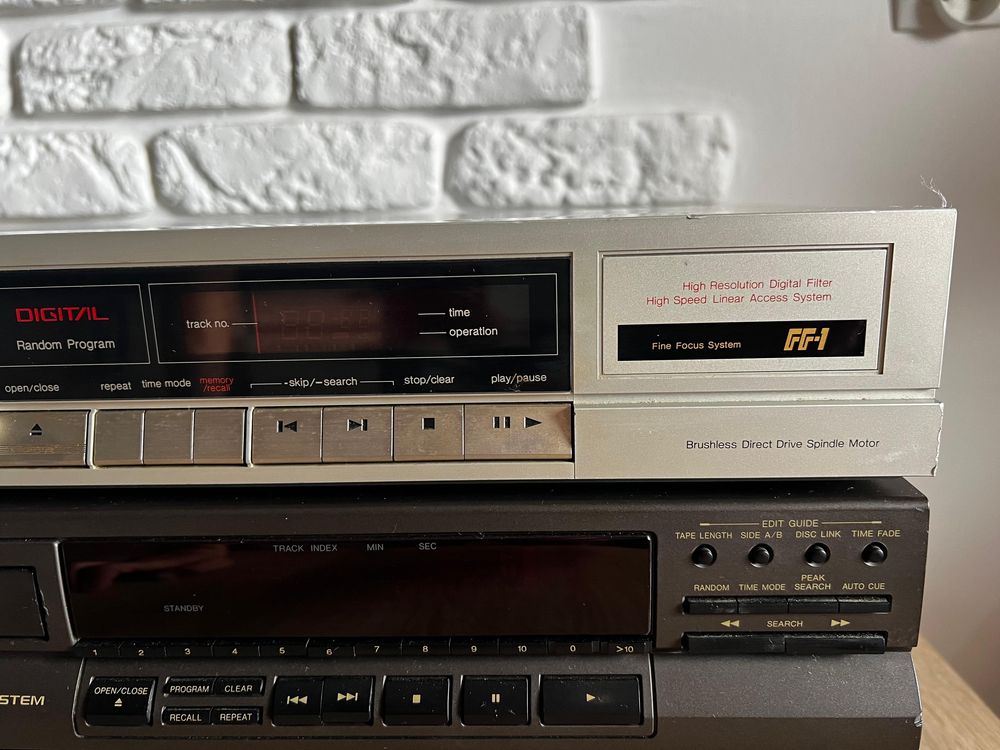 DIGITAL
Random Program
track no.
time
operation
High Resolution Digital Filter
High Speed Linear Access System
Fine Focus System FF-1
open/close repeat time mode memory /recall -skip/-search stop/clear play/pause
Brushless Direct Drive Spindle Motor
TRACK INDEX MIN SEC
STANDBY
EDIT GUIDE
TAPE LENGTH SIDE A/B DISC LINK TIME FADE
RANDOM TIME MODE PEAK SEARCH AUTO CUE
SEARCH
1 2 3 4 5 6 7 8 9 10 0 >10
STEM
OPEN/CLOSE PROGRAM CLEAR
RECALL REPEAT